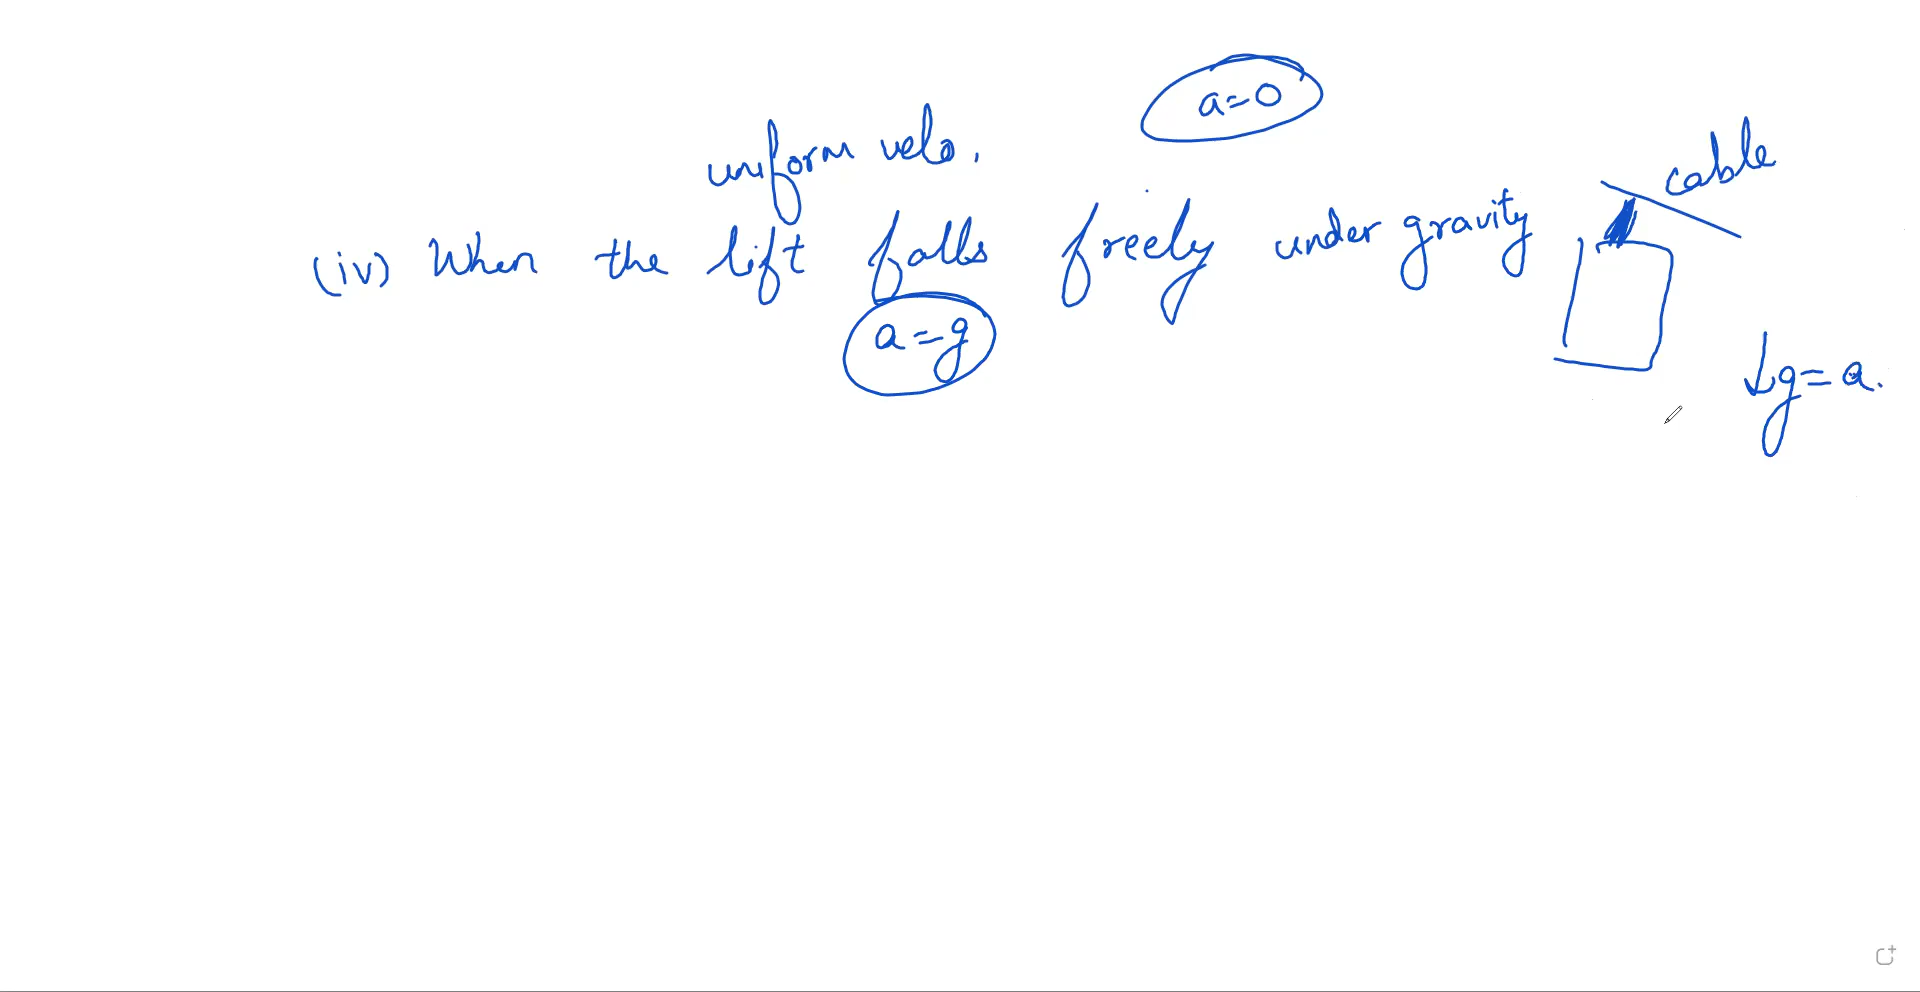 a=0
uniform velo.
cable
(iv) When the lift falls freely under gravity
a=g
↓g=a.